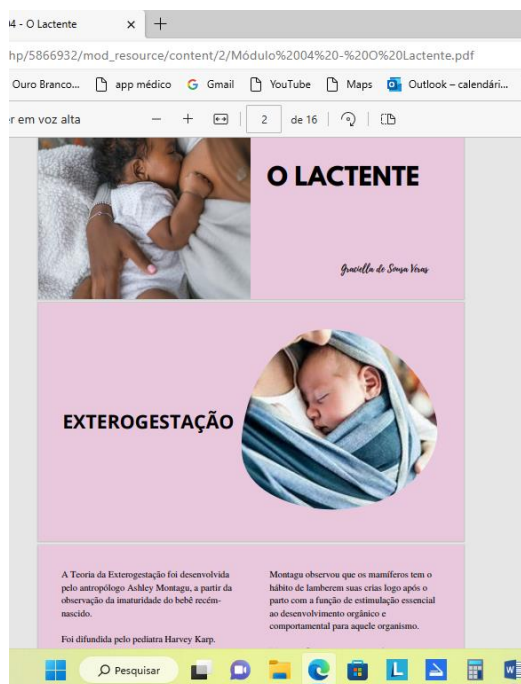 04 - O Lactente
hp/5866932/mod_resource/content/2/Módulo%2004%20-%20O%20Lactente.pdf
Ouro Branco... app médico Gmail YouTube Maps Outlook – calendári...
er em voz alta 2 de 16
O LACTENTE
Graciella de Sousa Veras
EXTEROGESTAÇÃO
A Teoria da Exterogestação foi desenvolvida
pelo antropólogo Ashley Montagu, a partir da
observação da imaturidade do bebê recém-
nascido.
Foi difundida pelo pediatra Harvey Karp.
Montagu observou que os mamíferos tem o
hábito de lamberem suas crias logo após o
parto com a função de estimulação essencial
ao desenvolvimento orgânico e
comportamental para aquele organismo.
Pesquisar